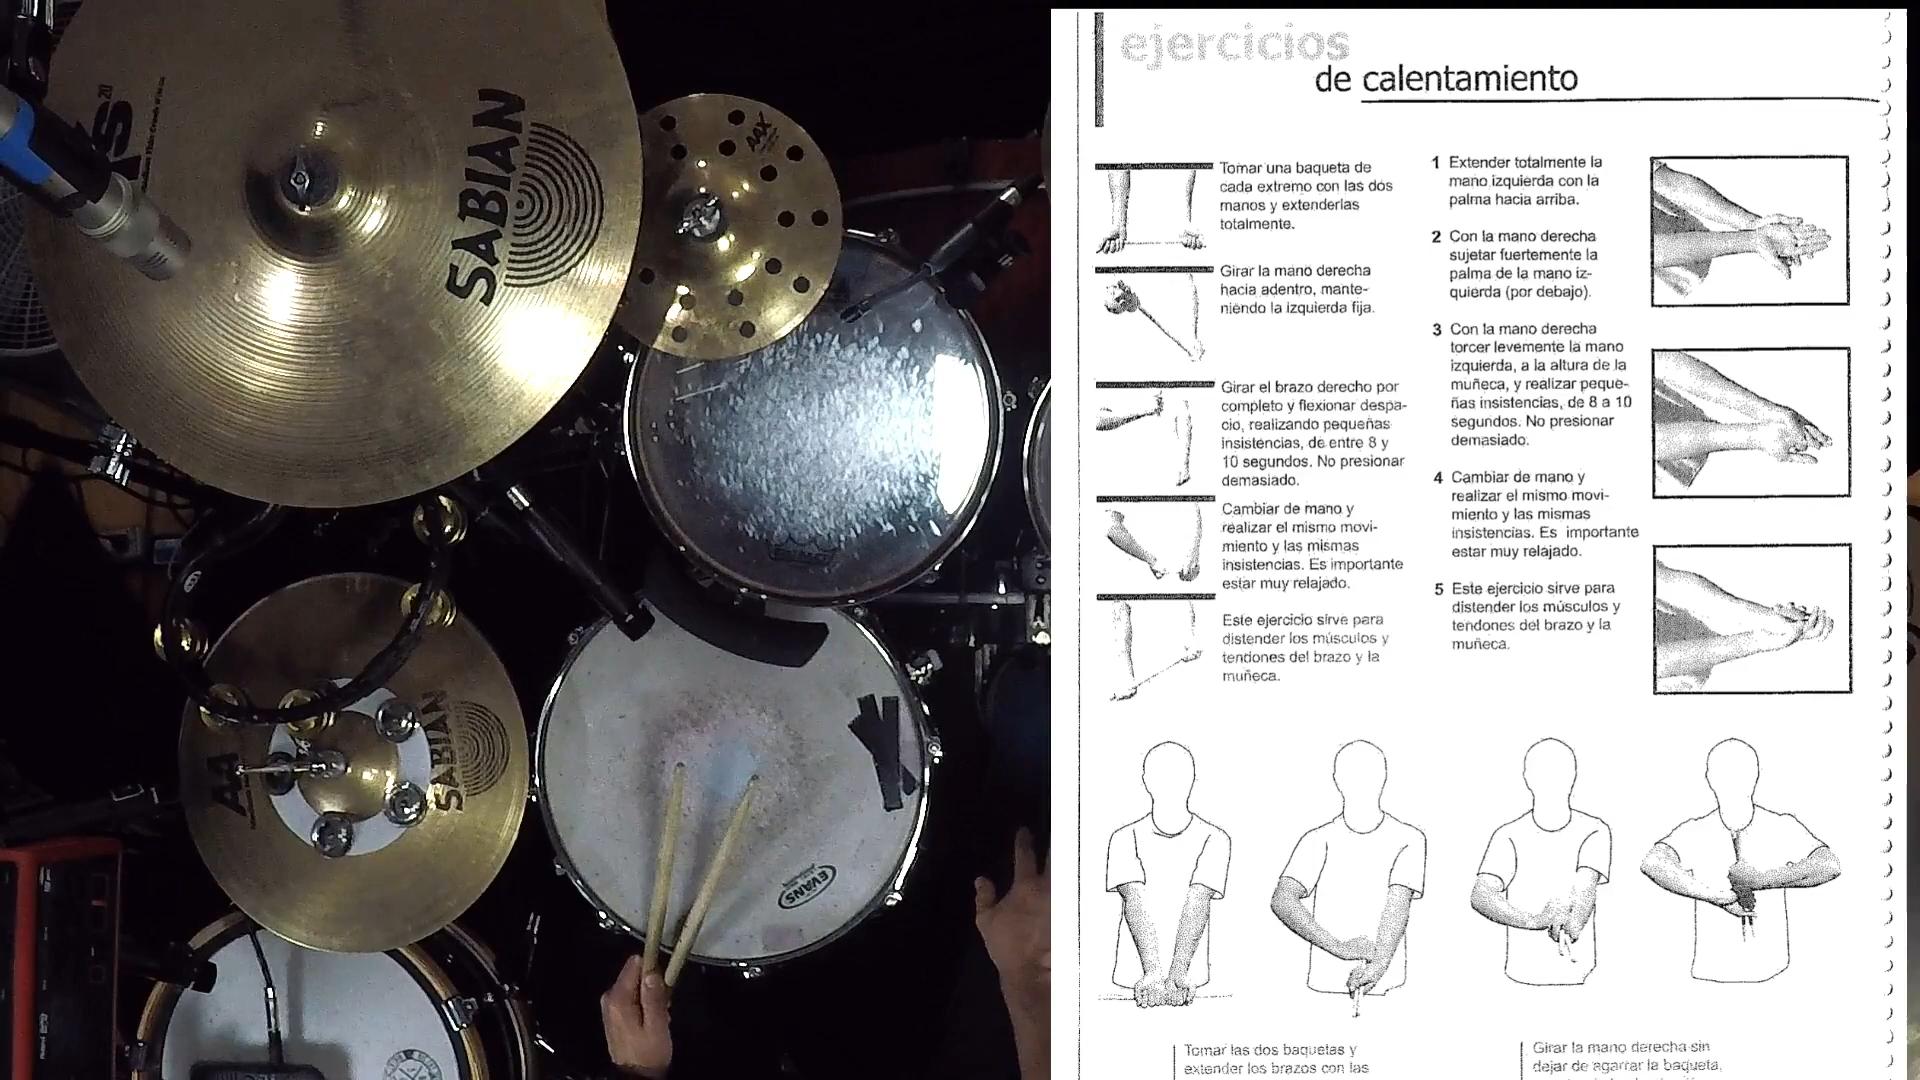 SABIAN
AAX
AA
SABIAN
EVANS
ejercicios
de calentamiento
Tomar una baqueta de
cada extremo con las dos
manos y extenderlas
totalmente.
Girar la mano derecha
hacia adentro, mante-
niendo la izquierda fija.
Girar el brazo derecho por
completo y flexionar despa-
cio, realizando pequeñas
insistencias, de entre 8 y
10 segundos. No presionar
demasiado.
Cambiar de mano y
realizar el mismo movi-
miento y las mismas
insistencias. Es importante
estar muy relajado.
Este ejercicio sirve para
distender los músculos y
tendones del brazo y la
muñeca.
1 Extender totalmente la
mano izquierda con la
palma hacia arriba.
2 Con la mano derecha
sujetar fuertemente la
palma de la mano iz-
quierda (por debajo).
3 Con la mano derecha
torcer levemente la mano
izquierda, a la altura de la
muñeca, y realizar peque-
ñas insistencias, de 8 a 10
segundos. No presionar
demasiado.
4 Cambiar de mano y
realizar el mismo movi-
miento y las mismas
insistencias. Es importante
estar muy relajado.
5 Este ejercicio sirve para
distender los músculos y
tendones del brazo y la
muñeca.
Tomar las dos baquetas y
extender los brazos con las
Girar la mano derecha sin
dejar de agarrar la baqueta,